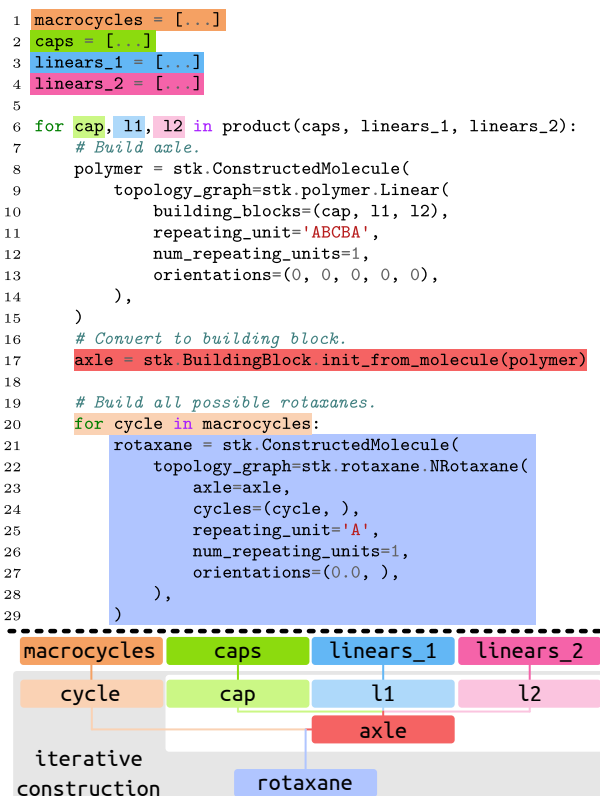 1 macrocycles = [...]
2 caps = [...]
3 linears_1 = [...]
4 linears_2 = [...]
5
6 for cap, l1, l2 in product(caps, linears_1, linears_2):
7 # Build axle.
8 polymer = stk.ConstructedMolecule(
9 topology_graph=stk.polymer.Linear(
10 building_blocks=(cap, l1, l2),
11 repeating_unit='ABCBA',
12 num_repeating_units=1,
13 orientations=(0, 0, 0, 0, 0),
14 ),
15 )
16 # Convert to building block.
17 axle = stk.BuildingBlock.init_from_molecule(polymer)
18
19 # Build all possible rotaxanes.
20 for cycle in macrocycles:
21 rotaxane = stk.ConstructedMolecule(
22 topology_graph=stk.rotaxane.NRotaxane(
23 axle=axle,
24 cycles=(cycle, ),
25 repeating_unit='A',
26 num_repeating_units=1,
27 orientations=(0.0, ),
28 ),
29 )
macrocycles caps linears_1 linears_2
cycle cap l1 l2
axle
iterative
construction
rotaxane